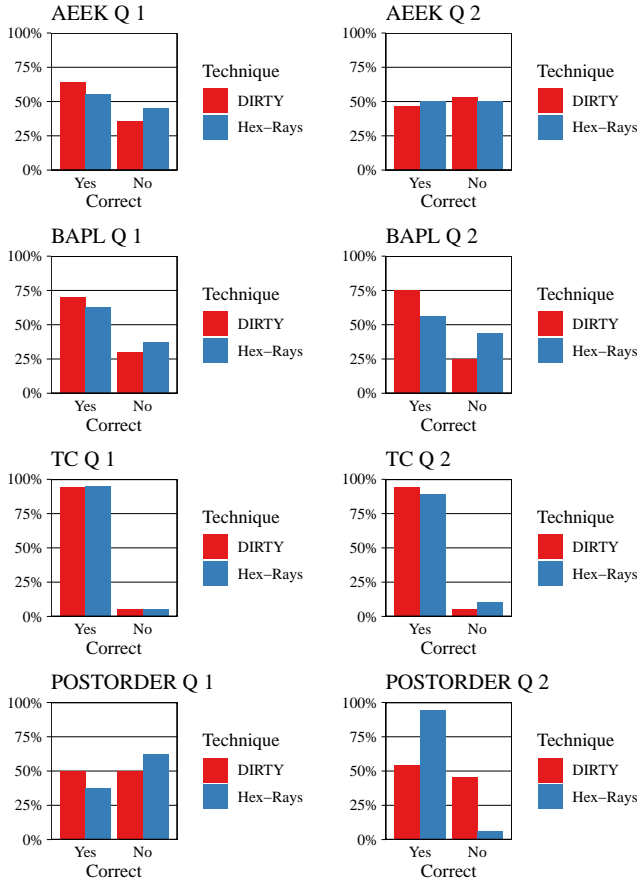 AEEK Q 1
100%
75%
50%
25%
0%
Yes
No
Correct
Technique
DIRTY
Hex−Rays
AEEK Q 2
100%
75%
50%
25%
0%
Yes
No
Correct
Technique
DIRTY
Hex−Rays
BAPL Q 1
100%
75%
50%
25%
0%
Yes
No
Correct
Technique
DIRTY
Hex−Rays
BAPL Q 2
100%
75%
50%
25%
0%
Yes
No
Correct
Technique
DIRTY
Hex−Rays
TC Q 1
100%
75%
50%
25%
0%
Yes
No
Correct
Technique
DIRTY
Hex−Rays
TC Q 2
100%
75%
50%
25%
0%
Yes
No
Correct
Technique
DIRTY
Hex−Rays
POSTORDER Q 1
100%
75%
50%
25%
0%
Yes
No
Correct
Technique
DIRTY
Hex−Rays
POSTORDER Q 2
100%
75%
50%
25%
0%
Yes
No
Correct
Technique
DIRTY
Hex−Rays